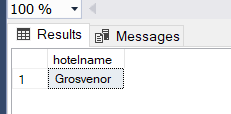 100 %
Results Messages
hotelname
1 Grosvenor